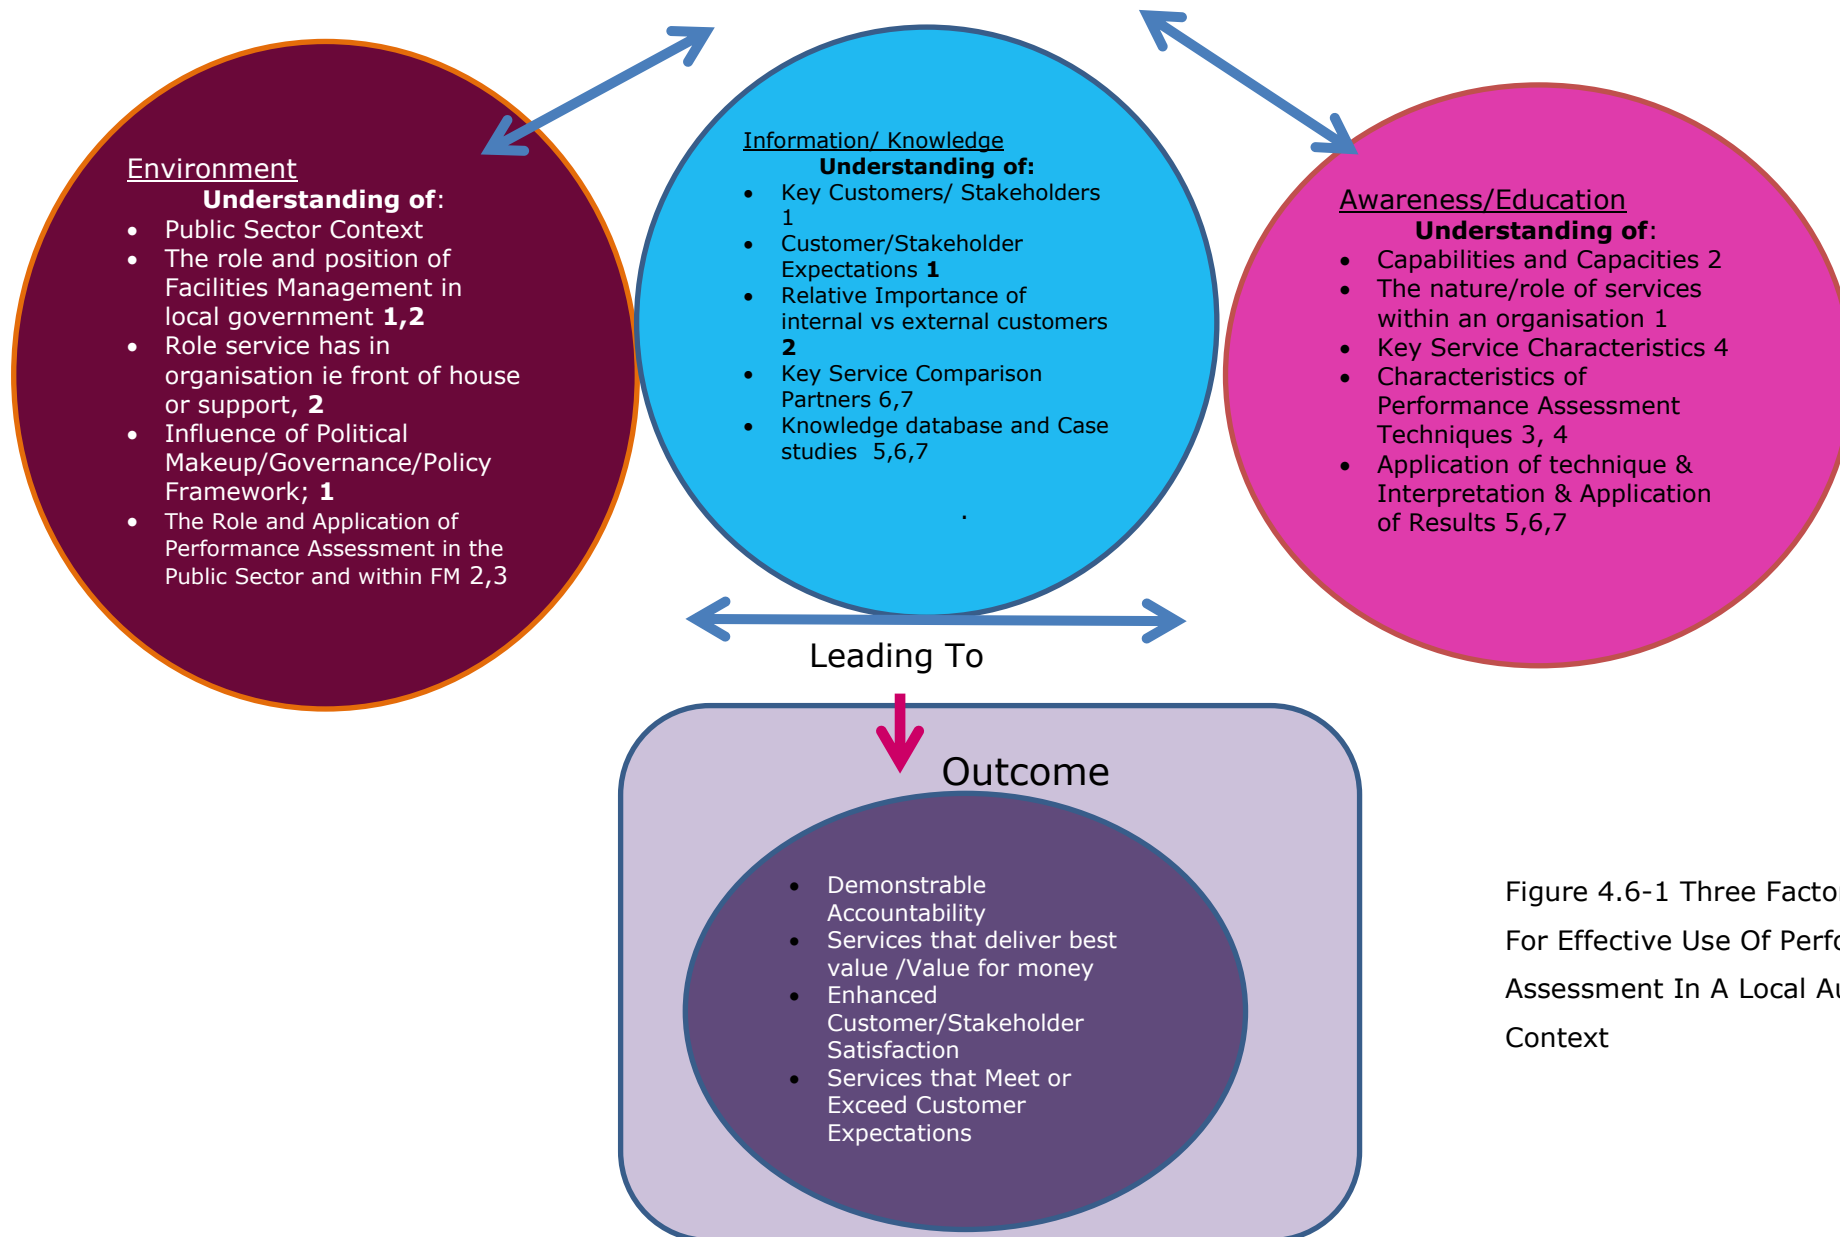 Environment
Understanding of:
• Public Sector Context
• The role and position of
Facilities Management in
local government 1,2
• Role service has in
organisation ie front of house
or support, 2
• Influence of Political
Makeup/Governance/Policy
Framework; 1
• The Role and Application of
Performance Assessment in the
Public Sector and within FM 2,3
Information/ Knowledge
Understanding of:
• Key Customers/ Stakeholders
1
• Customer/Stakeholder
Expectations 1
• Relative Importance of
internal vs external customers
2
• Key Service Comparison
Partners 6,7
• Knowledge database and Case
studies 5,6,7
.
Awareness/Education
Understanding of:
• Capabilities and Capacities 2
• The nature/role of services
within an organisation 1
• Key Service Characteristics 4
• Characteristics of
Performance Assessment
Techniques 3, 4
• Application of technique &
Interpretation & Application
of Results 5,6,7
Leading To
Outcome
• Demonstrable
Accountability
• Services that deliver best
value /Value for money
• Enhanced
Customer/Stakeholder
Satisfaction
• Services that Meet or
Exceed Customer
Expectations
Figure 4.6-1 Three
For Effective Use Of
Assessment In A Local
Context